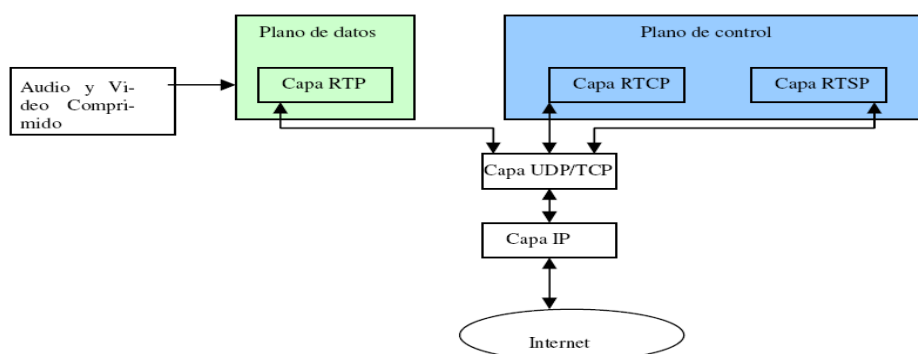 Plano de datos
Plano de control
Capa RTP
Capa RTCP
Capa RTSP
Audio y Vi-
deo Compri-
mido
Capa UDP/TCP
Capa IP
Internet